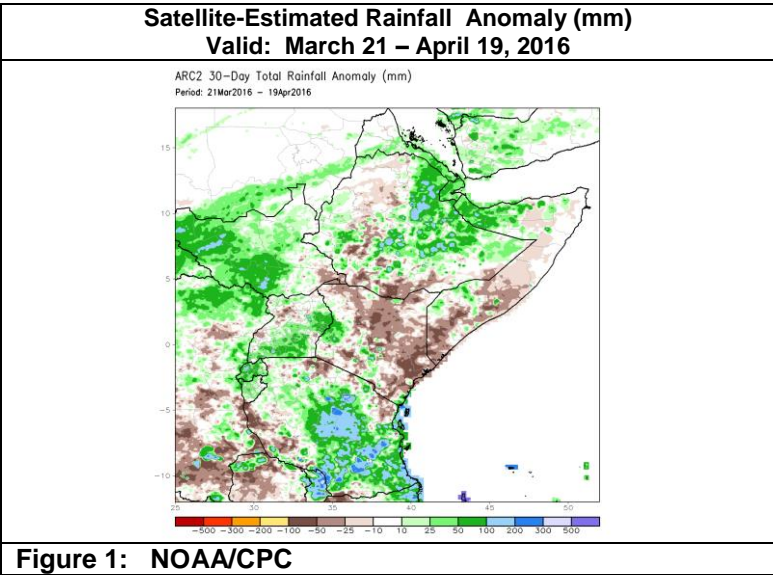 Satellite-Estimated Rainfall Anomaly (mm)
Valid: March 21 – April 19, 2016
ARC2 30-Day Total Rainfall Anomaly (mm)
Period: 21Mar2016 – 19Apr2016
15
10
5
0
-5
-10
25 30 35 40 45 50
-500 -300 -200 -100 -50 -25 -10 10 25 50 100 200 300 500
Figure 1: NOAA/CPC